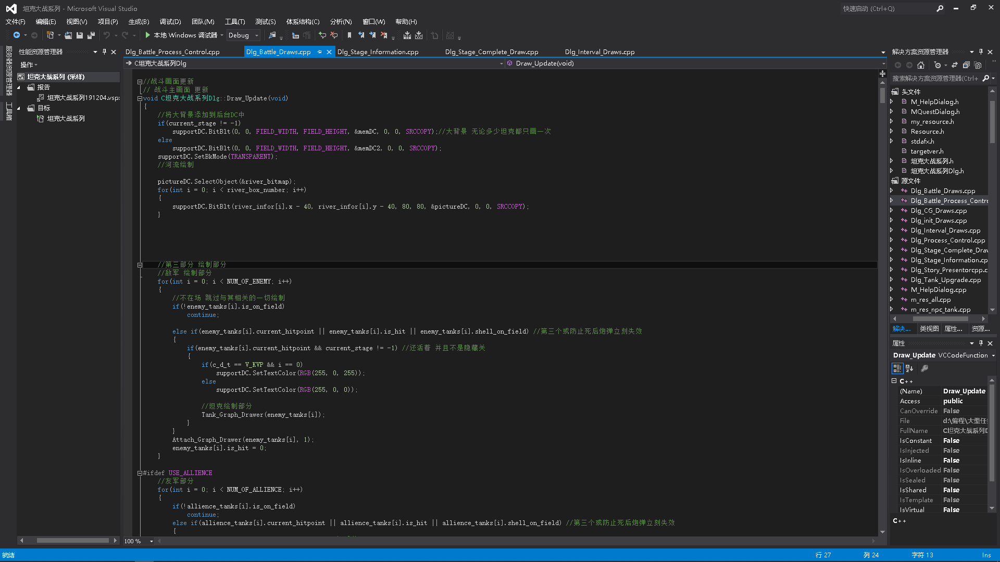 坦克大战系列 - Microsoft Visual Studio
快速启动 (Ctrl+Q)
文件(F) 编辑(E) 视图(V) 项目(P) 生成(B) 调试(D) 团队(M) 工具(T) 测试(S) 体系结构(C) 分析(N) 窗口(W) 帮助(H)
本地 Windows 调试器 Debug
服务器资源管理器
工具箱
性能资源管理器
操作
坦克大战系列 (采样)
报告
坦克大战系列191204.vsp
目标
坦克大战系列
Dlg_Battle_Process_Control.cpp Dlg_Battle_Draws.cpp Dlg_Stage_Information.cpp Dlg_Stage_Complete_Draw.cpp Dlg_Interval_Draws.cpp
C坦克大战系列Dlg Draw_Update(void)
//战斗画面更新
// 战斗主画面 更新
void C坦克大战系列Dlg::Draw_Update(void)
{
//将大背景添加到后台DC中
if(current_stage != -1)
supportDC.BitBlt(0, 0, FIELD_WIDTH, FIELD_HEIGHT, &memDC, 0, 0, SRCCOPY);//大背景 无论多少坦克都只画一次
else
supportDC.BitBlt(0, 0, FIELD_WIDTH, FIELD_HEIGHT, &memDC2, 0, 0, SRCCOPY);
supportDC.SetBkMode(TRANSPARENT);
//河流绘制
pictureDC.SelectObject(&river_bitmap);
for(int i = 0; i < river_box_number; i++)
{
supportDC.BitBlt(river_infor[i].x - 40, river_infor[i].y - 40, 80, 80, &pictureDC, 0, 0, SRCCOPY);
}
//第三部分 绘制部分
//敌军 绘制部分
for(int i = 0; i < NUM_OF_ENEMY; i++)
{
//不在场 跳过与其相关的一切绘制
if(!enemy_tanks[i].is_on_field)
continue;
else if(enemy_tanks[i].current_hitpoint || enemy_tanks[i].is_hit || enemy_tanks[i].shell_on_field) //第三个或防止死后炮弹立刻失效
{
if(enemy_tanks[i].current_hitpoint && current_stage != -1) //还活着 并且不是隐藏关
{
if(c_d_t == V_KVP && i == 0)
supportDC.SetTextColor(RGB(255, 0, 255));
else
supportDC.SetTextColor(RGB(255, 0, 0));
//坦克绘制部分
Tank_Graph_Drawer(enemy_tanks[i]);
}
}
Attach_Graph_Drawer(enemy_tanks[i], 1);
enemy_tanks[i].is_hit = 0;
}
#ifdef USE_ALLIENCE
//友军部分
for(int i = 0; i < NUM_OF_ALLIENCE; i++)
{
if(!allience_tanks[i].is_on_field)
continue;
else if(allience_tanks[i].current_hitpoint || allience_tanks[i].is_hit || allience_tanks[i].shell_on_field) //第三个或防止死后炮弹立刻失效
{
100 %
解决方案资源管理器
搜索解决方案资源管理器(Ctrl+
头文件
M_HelpDialog.h
MQuestDialog.h
my_resource.h
Resource.h
stdafx.h
targetver.h
坦克大战系列.h
坦克大战系列Dlg.h
源文件
Dlg_Battle_Draws.cpp
Dlg_Battle_Process_Contro
Dlg_CG_Draws.cpp
Dlg_init_Draws.cpp
Dlg_Interval_Draws.cpp
Dlg_Process_Control.cpp
Dlg_Stage_Complete_Drav
Dlg_Stage_Information.cp
Dlg_Story_Presentorcpp.c
Dlg_Tank_Upgrade.cpp
M_HelpDialog.cpp
m_res_all.cpp
m_res_npc_tank.cpp
解决... 类视图 属性... 资源...
属性
Draw_Update VCCodeFunction
C++
(Name) Draw_Update
Access public
CanOverride False
File d:\编程\大型任
FullName C坦克大战系列D
IsConstant False
IsInjected False
IsInline False
IsOverloaded False
IsSealed False
IsShared False
IsTemplate False
IsVirtual False
C++
就绪 行 27 列 24 字符 13 Ins